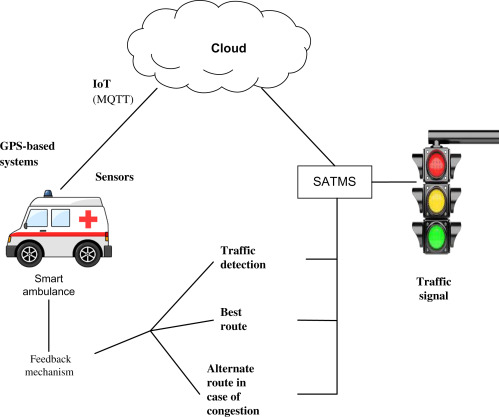 Cloud
IoT
(MQTT)
GPS-based
systems
Sensors
SATMS
Smart
ambulance
Traffic
detection
Traffic
signal
Best
route
Feedback
mechanism
Alternate
route in
case of
congestion